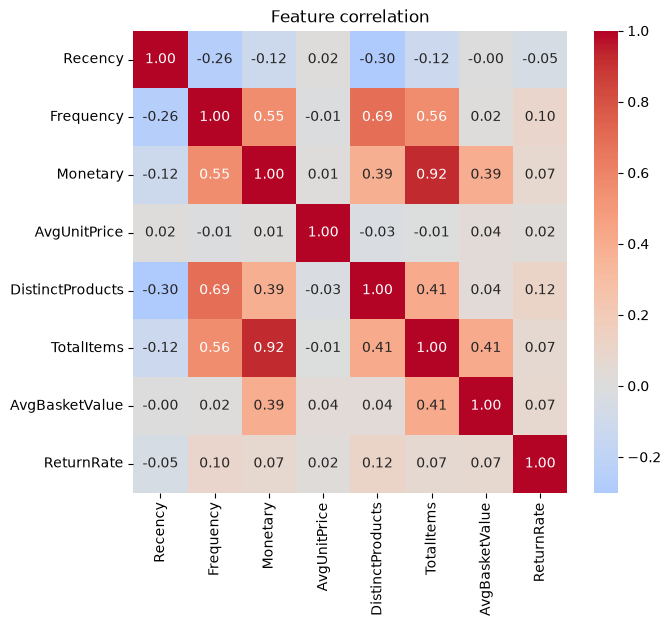 Feature correlation
Recency 1.00 -0.26 -0.12 0.02 -0.30 -0.12 -0.00 -0.05
Frequency -0.26 1.00 0.55 -0.01 0.69 0.56 0.02 0.10
Monetary -0.12 0.55 1.00 0.01 0.39 0.92 0.39 0.07
AvgUnitPrice 0.02 -0.01 0.01 1.00 -0.03 -0.01 0.04 0.02
DistinctProducts -0.30 0.69 0.39 -0.03 1.00 0.41 0.04 0.12
TotalItems -0.12 0.56 0.92 -0.01 0.41 1.00 0.41 0.07
AvgBasketValue -0.00 0.02 0.39 0.04 0.04 0.41 1.00 0.07
ReturnRate -0.05 0.10 0.07 0.02 0.12 0.07 0.07 1.00
Recency
Frequency
Monetary
AvgUnitPrice
DistinctProducts
TotalItems
AvgBasketValue
ReturnRate
1.0
0.8
0.6
0.4
0.2
0.0
−0.2